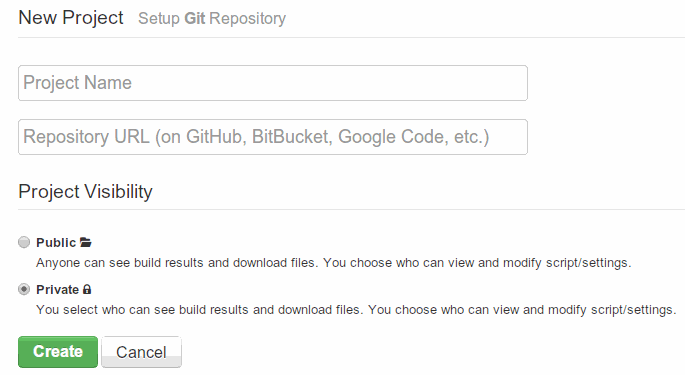 New Project Setup Git Repository
Project Name
Repository URL (on GitHub, BitBucket, Google Code, etc.)
Project Visibility
Public
Anyone can see build results and download files. You choose who can view and modify script/settings.
Private
You select who can see build results and download files. You choose who can view and modify script/settings.
Create Cancel